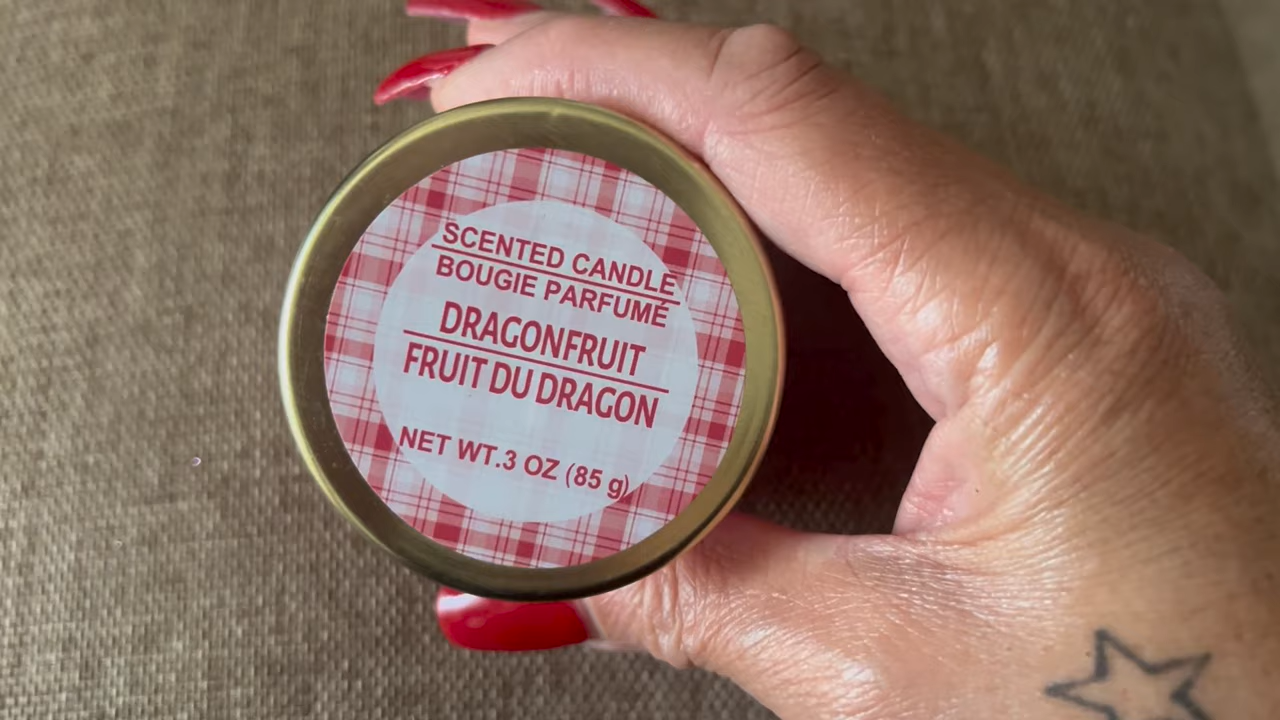 SCENTED CANDLE
BOUGIE PARFUMÉ
DRAGONFRUIT
FRUIT DU DRAGON
NET WT.3 OZ (85 g)